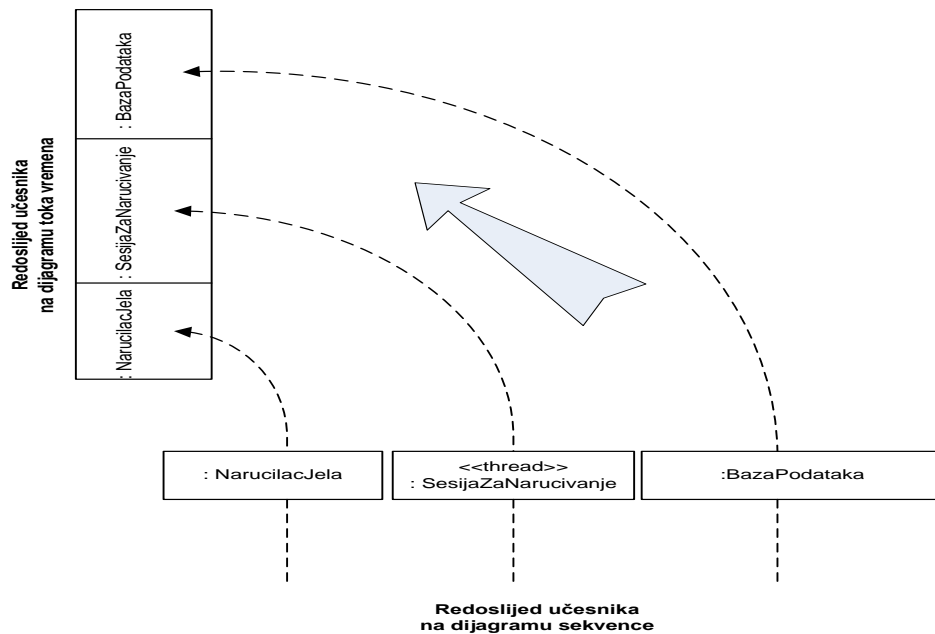 Redoslijed učesnika
na dijagramu toka vremena
: BazaPodataka
: SesijaZaNarucivanje
: NarucilacJela
: NarucilacJela
<<thread>>
: SesijaZaNarucivanje
:BazaPodataka
Redoslijed učesnika
na dijagramu sekvence